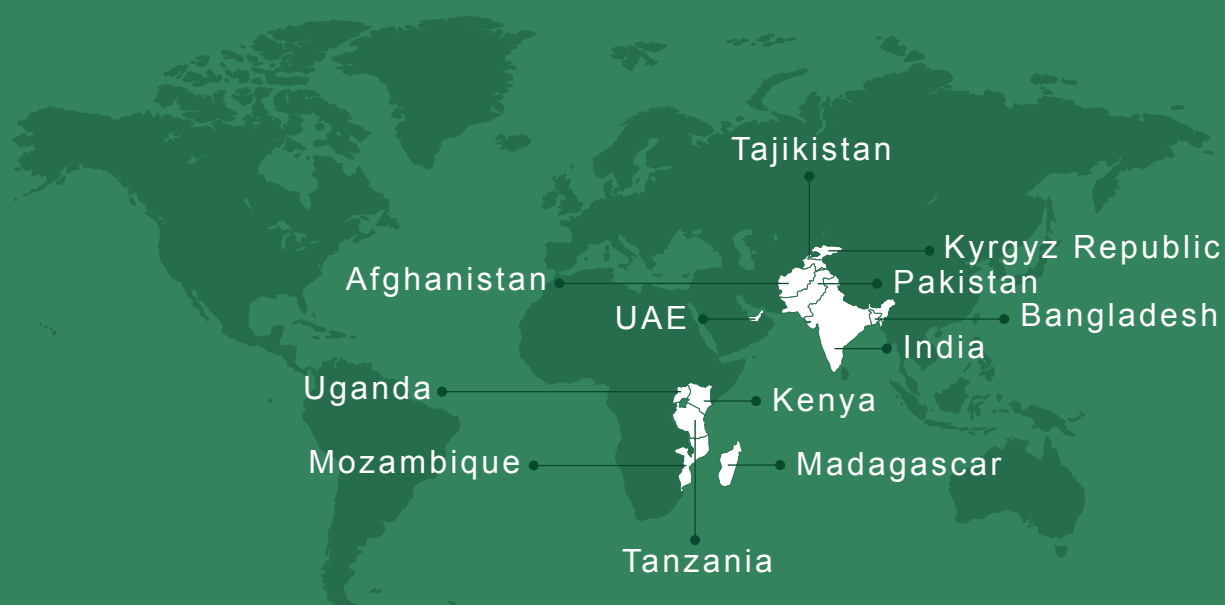 Tajikistan
Kyrgyz Republic
Afghanistan
Pakistan
UAE
Bangladesh
India
Uganda
Kenya
Mozambique
Madagascar
Tanzania